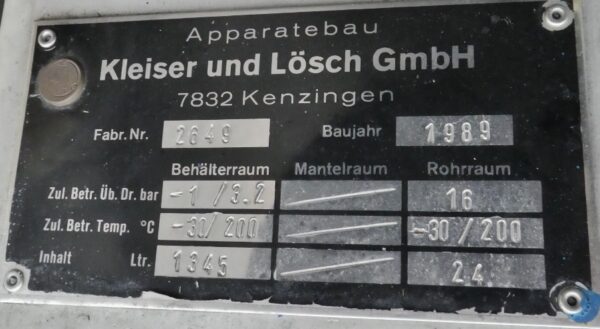 Apparatebau
Kleiser und Lösch GmbH
7832 Kenzingen
Fabr. Nr. 2649 Baujahr 1989
Behälterraum Mantelraum Rohrraum
Zul. Betr. Üb. Dr. bar -1 / 3.2 16
Zul. Betr. Temp. °C -30/200 -30/200
Inhalt Ltr. 1345 24